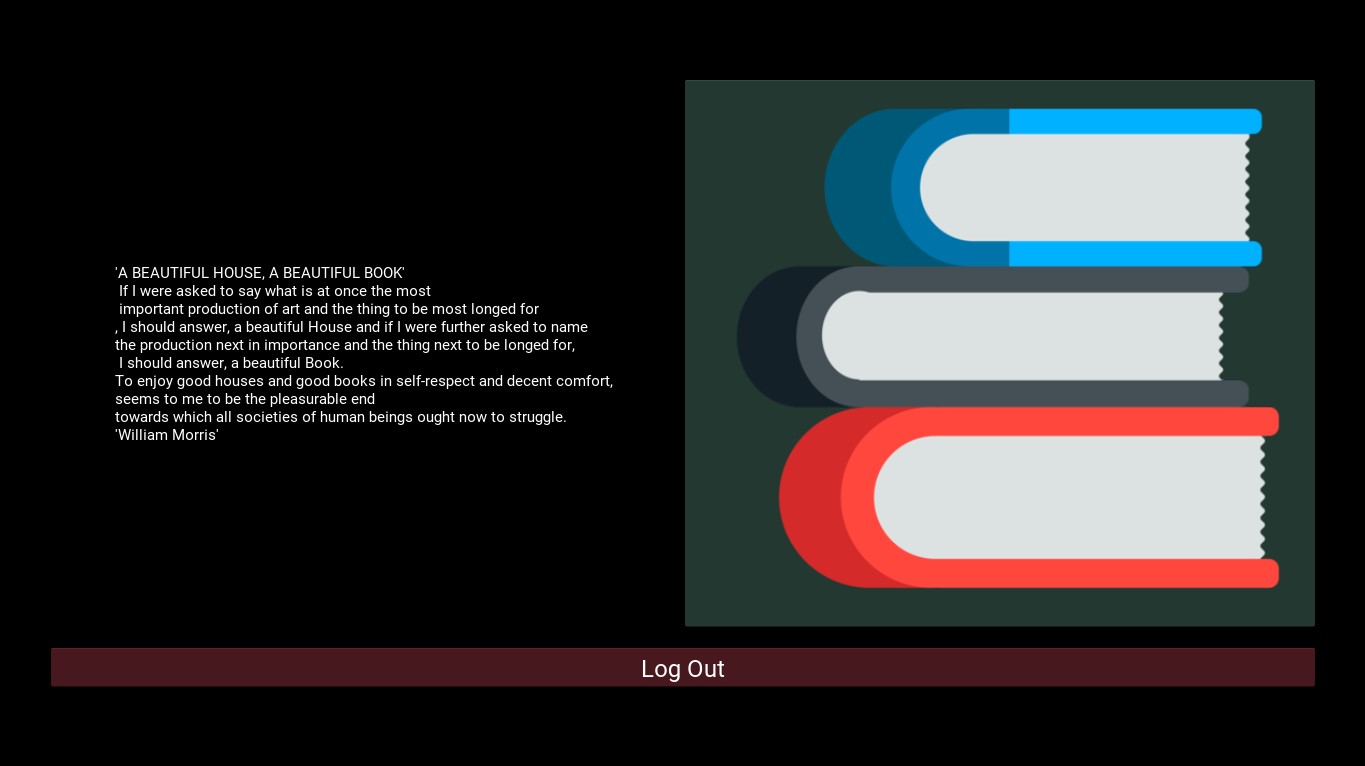 'A BEAUTIFUL HOUSE, A BEAUTIFUL BOOK'
If I were asked to say what is at once the most
important production of art and the thing to be most longed for
, I should answer, a beautiful House and if I were further asked to name
the production next in importance and the thing next to be longed for,
I should answer, a beautiful Book.
To enjoy good houses and good books in self-respect and decent comfort,
seems to me to be the pleasurable end
towards which all societies of human beings ought now to struggle.
'William Morris'
Log Out